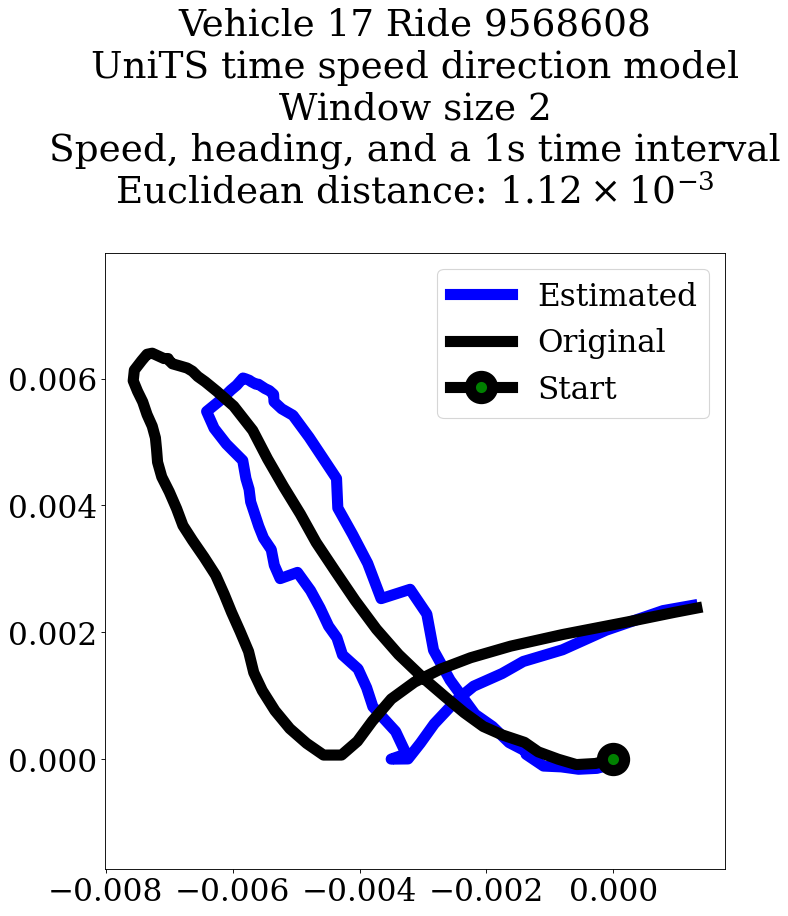 Vehicle 17 Ride 9568608
UniTS time speed direction model
Window size 2
Speed, heading, and a 1s time interval
Euclidean distance: 1.12 × 10⁻³
Estimated
Original
Start
0.006
0.004
0.002
0.000
−0.008 −0.006 −0.004 −0.002 0.000